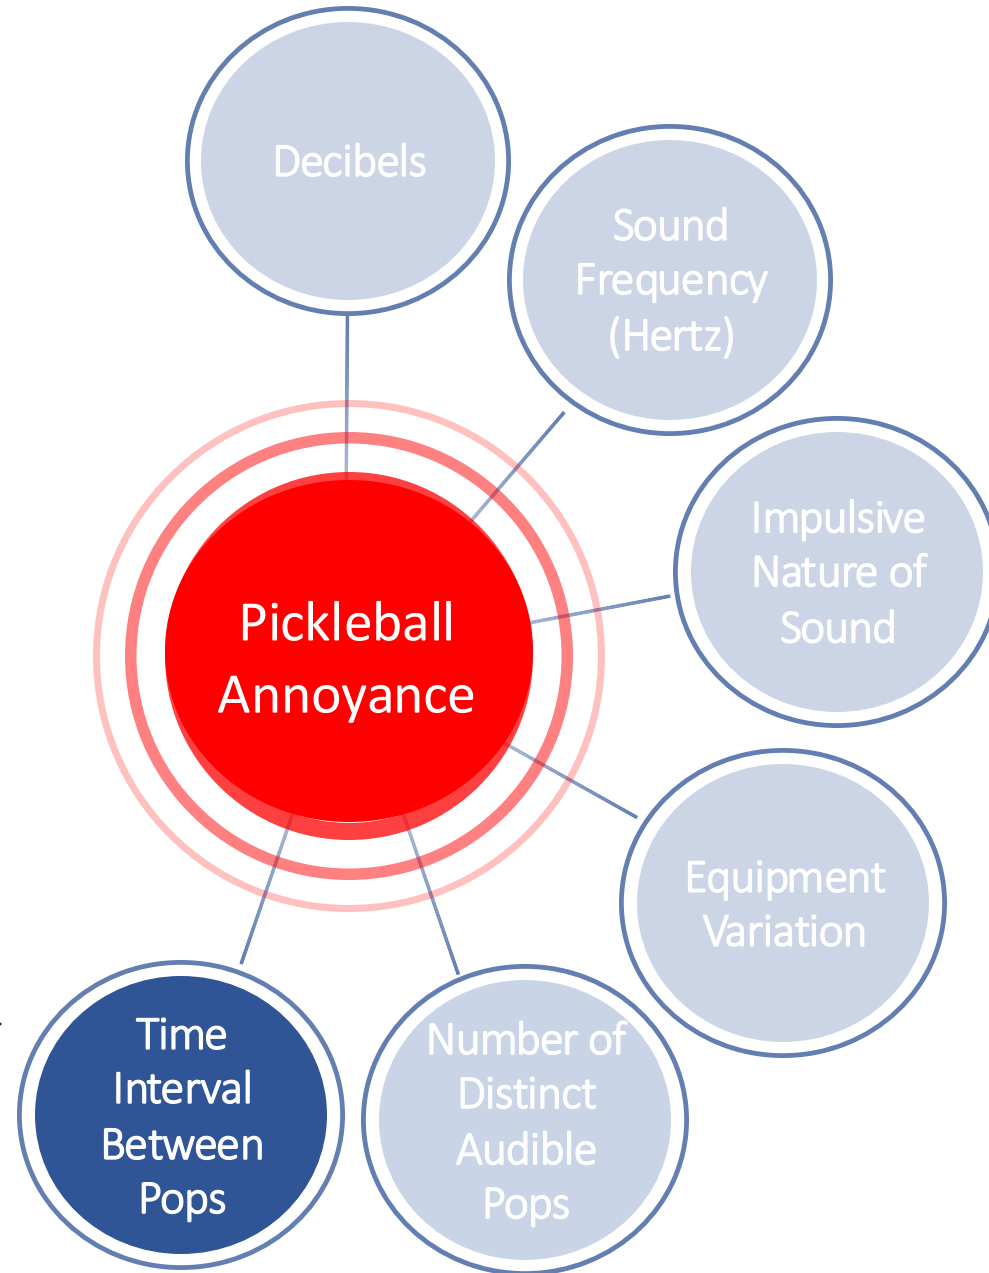 Decibels
Sound
Frequency
(Hertz)
Impulsive
Nature of
Sound
Pickleball
Annoyance
Equipment
Variation
Number of
Distinct
Audible
Pops
Time
Interval
Between
Pops